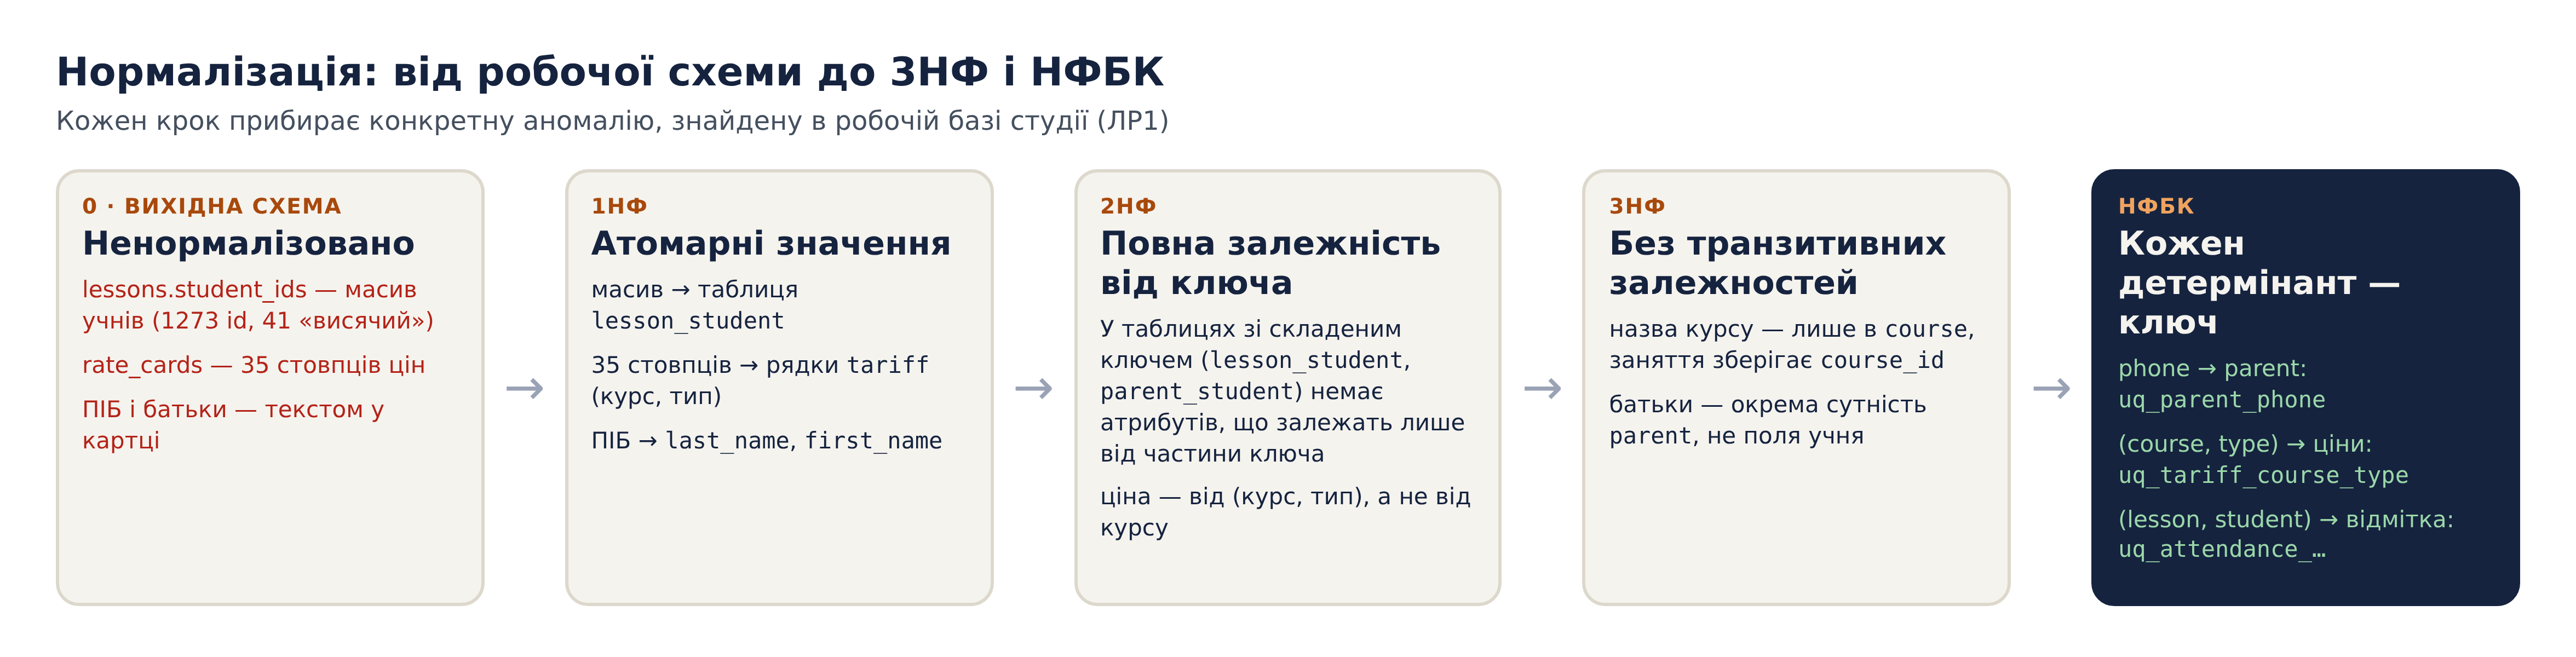 Нормалізація: від робочої схеми до 3НФ і НФБК
Кожен крок прибирає конкретну аномалію, знайдену в робочій базі студії (ЛР1)
0 · ВИХІДНА СХЕМА
Ненормалізовано
lessons.student_ids — масив
учнів (1273 id, 41 «висячий»)
rate_cards — 35 стовпців цін
ПІБ і батьки — текстом у
картці
→
1НФ
Атомарні значення
масив → таблиця
lesson_student
35 стовпців → рядки tariff
(курс, тип)
ПІБ → last_name, first_name
→
2НФ
Повна залежність
від ключа
У таблицях зі складеним
ключем (lesson_student,
parent_student) немає
атрибутів, що залежать лише
від частини ключа
ціна — від (курс, тип), а не від
курсу
→
3НФ
Без транзитивних
залежностей
назва курсу — лише в course,
заняття зберігає course_id
батьки — окрема сутність
parent, не поля учня
→
НФБК
Кожен
детермінант —
ключ
phone → parent:
uq_parent_phone
(course, type) → ціни:
uq_tariff_course_type
(lesson, student) → відмітка:
uq_attendance_…